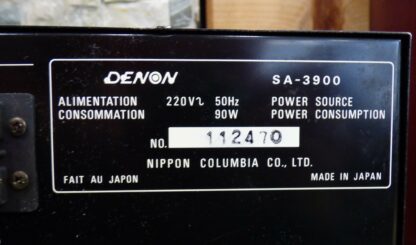 DENON SA-3900
ALIMENTATION 220V~ 50Hz POWER SOURCE
CONSOMMATION 90W POWER CONSUMPTION
NO. 112470
NIPPON COLUMBIA CO., LTD.
FAIT AU JAPON MADE IN JAPAN